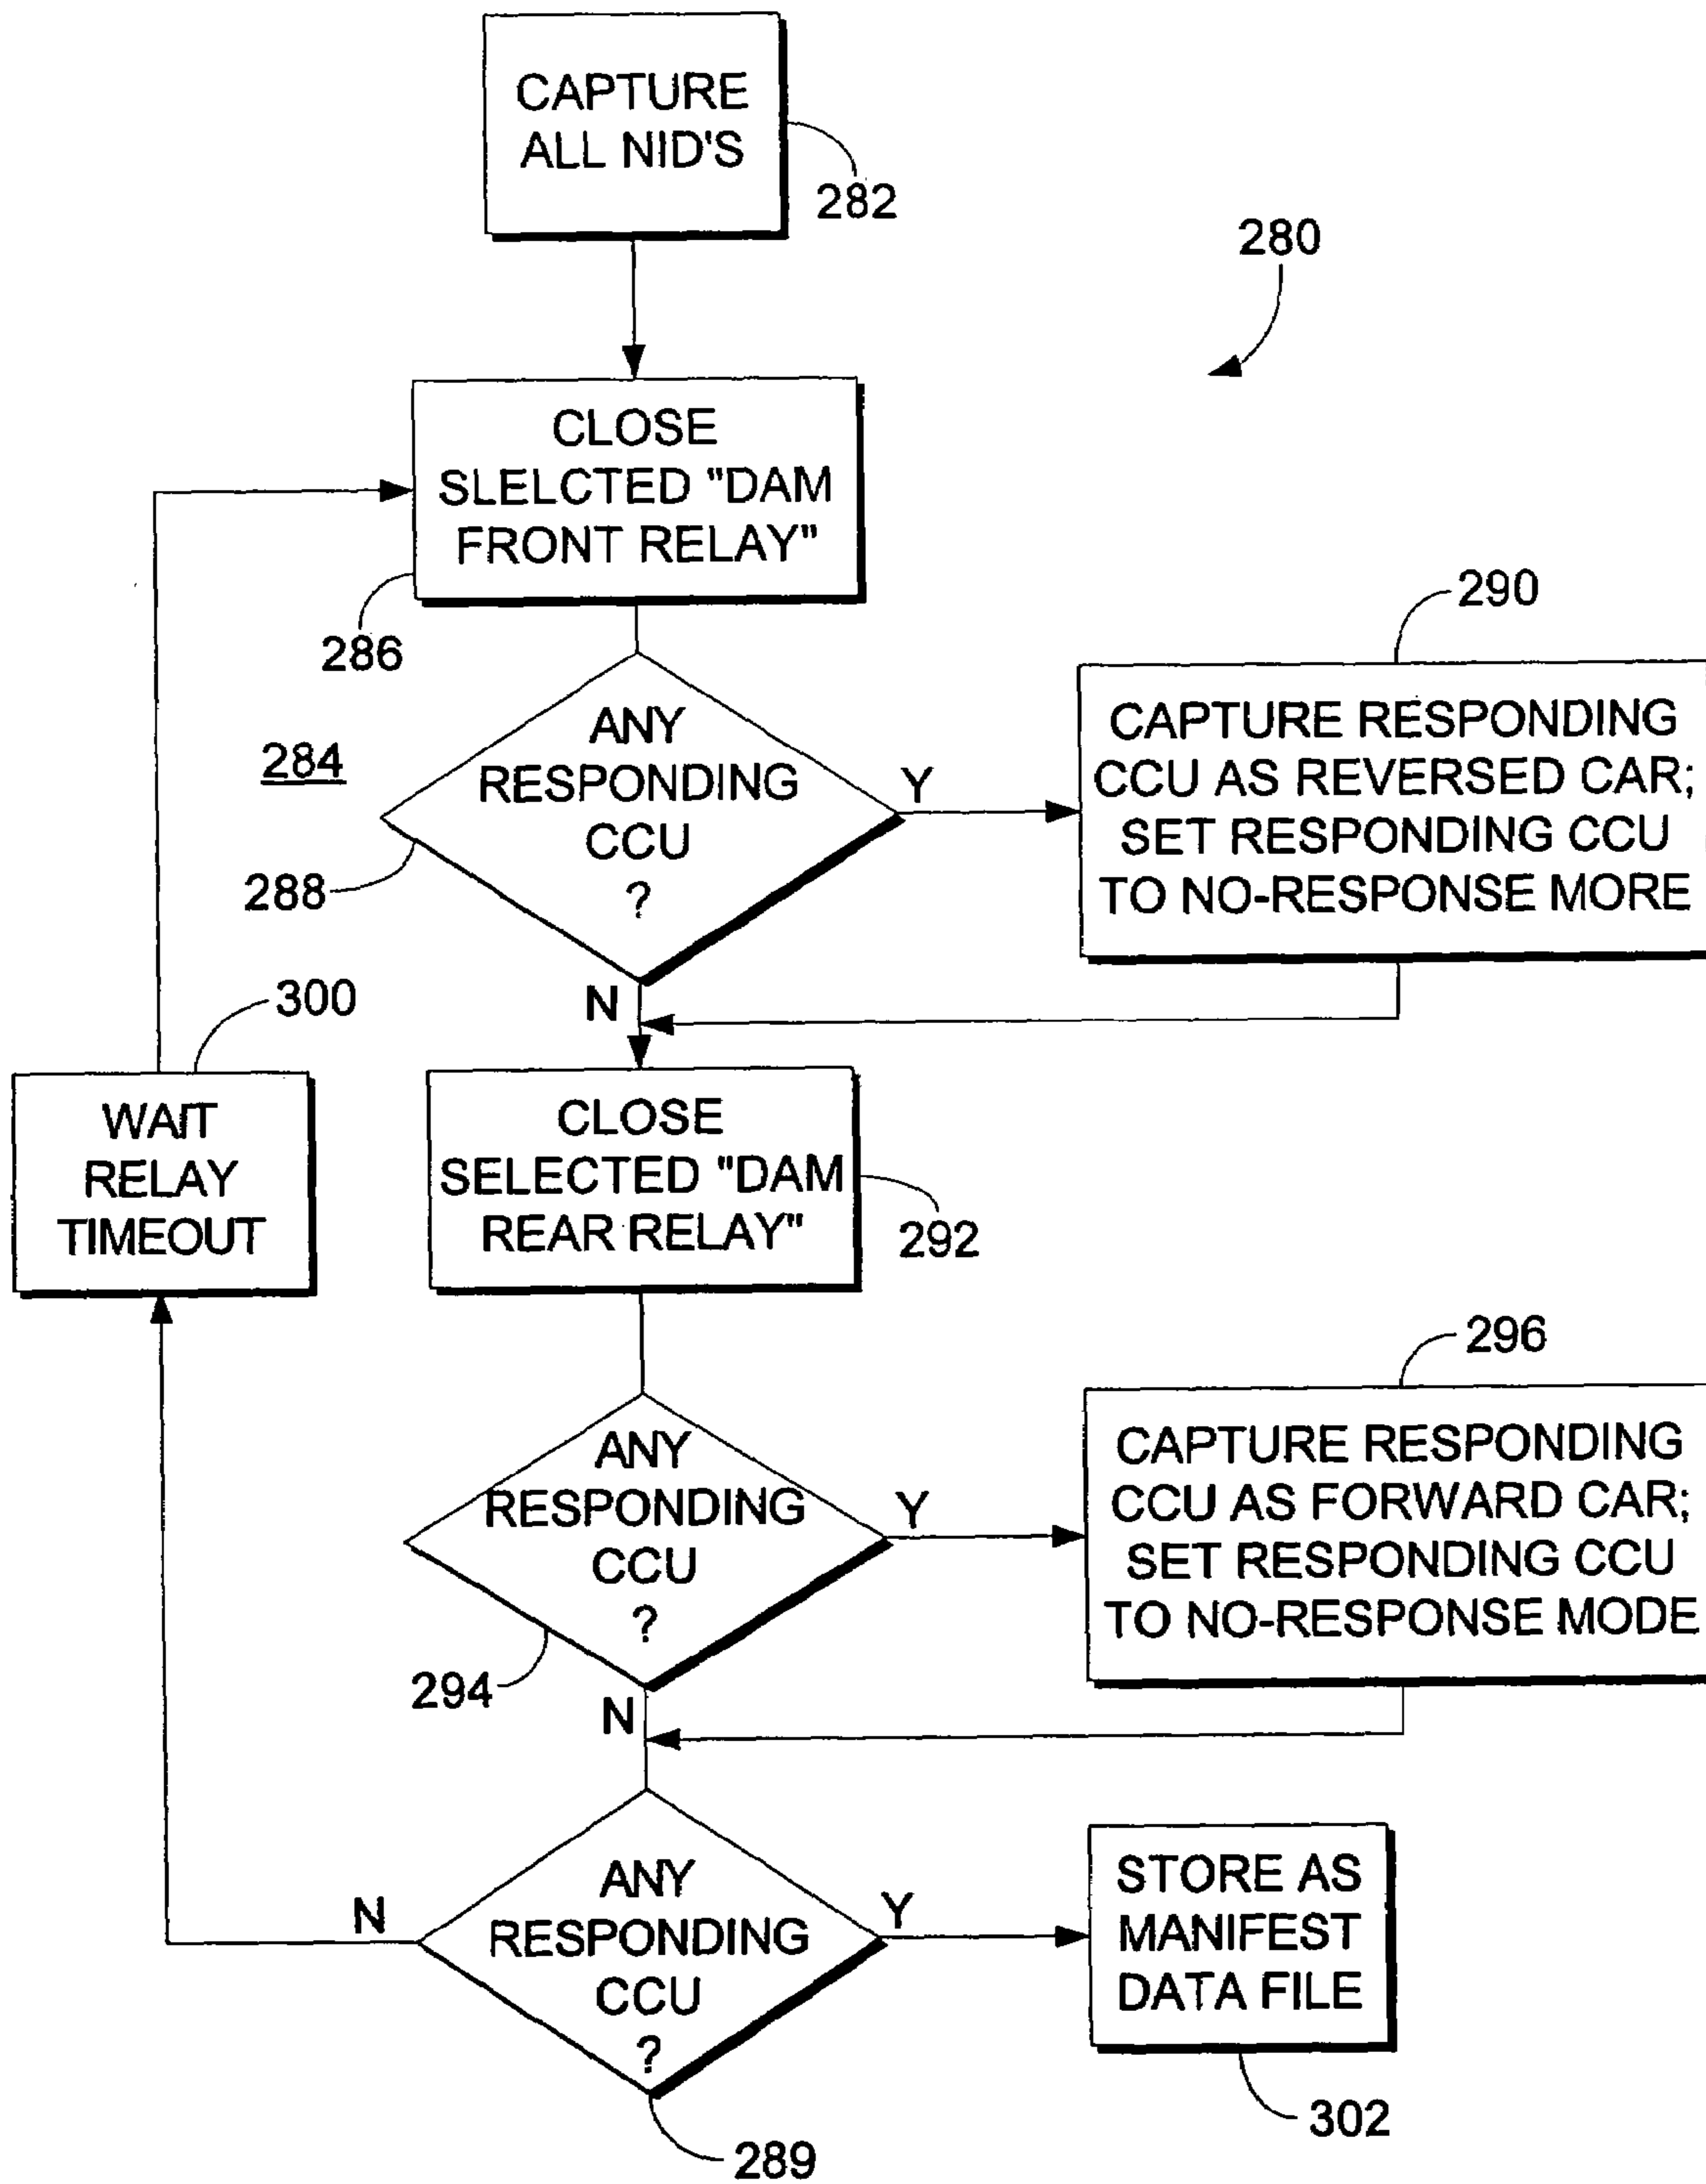 CAPTURE
ALL NID'S
282
280
CLOSE
SLELCTED "DAM
FRONT RELAY"
286
290
284
ANY
RESPONDING
CCU
?
288
Y
CAPTURE RESPONDING
CCU AS REVERSED CAR;
SET RESPONDING CCU
TO NO-RESPONSE MORE
N
300
WAIT
RELAY
TIMEOUT
CLOSE
SELECTED "DAM
REAR RELAY"
292
296
ANY
RESPONDING
CCU
?
294
Y
CAPTURE RESPONDING
CCU AS FORWARD CAR;
SET RESPONDING CCU
TO NO-RESPONSE MODE
N
N
ANY
RESPONDING
CCU
?
289
Y
STORE AS
MANIFEST
DATA FILE
302